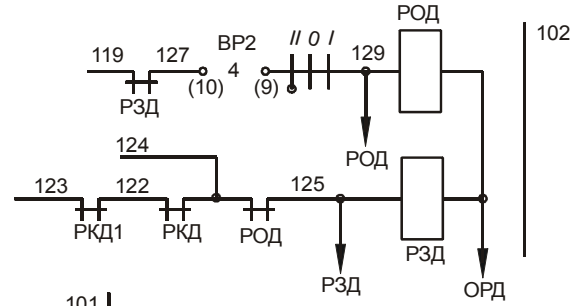 РОД
102
119
127
ВР2
4
(10)
(9)
II 0 I
129
РЗД
РОД
124
123
122
125
РКД1
РКД
РОД
РЗД
РЗД
ОРД
101